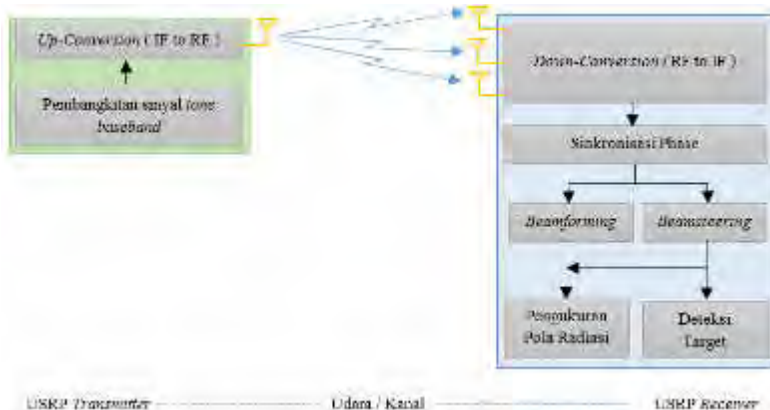 Up-Conversion ( IF to RF )
Pembangkitan sinyal tone
baseband
Down-Conversion ( RF to IF )
Sinkronisasi Phase
Beamforming
Beamsteering
Pengukuran
Pola Radiasi
Deteksi
Target
USRP Transmitter
Udara / Kanal
USRP Receiver